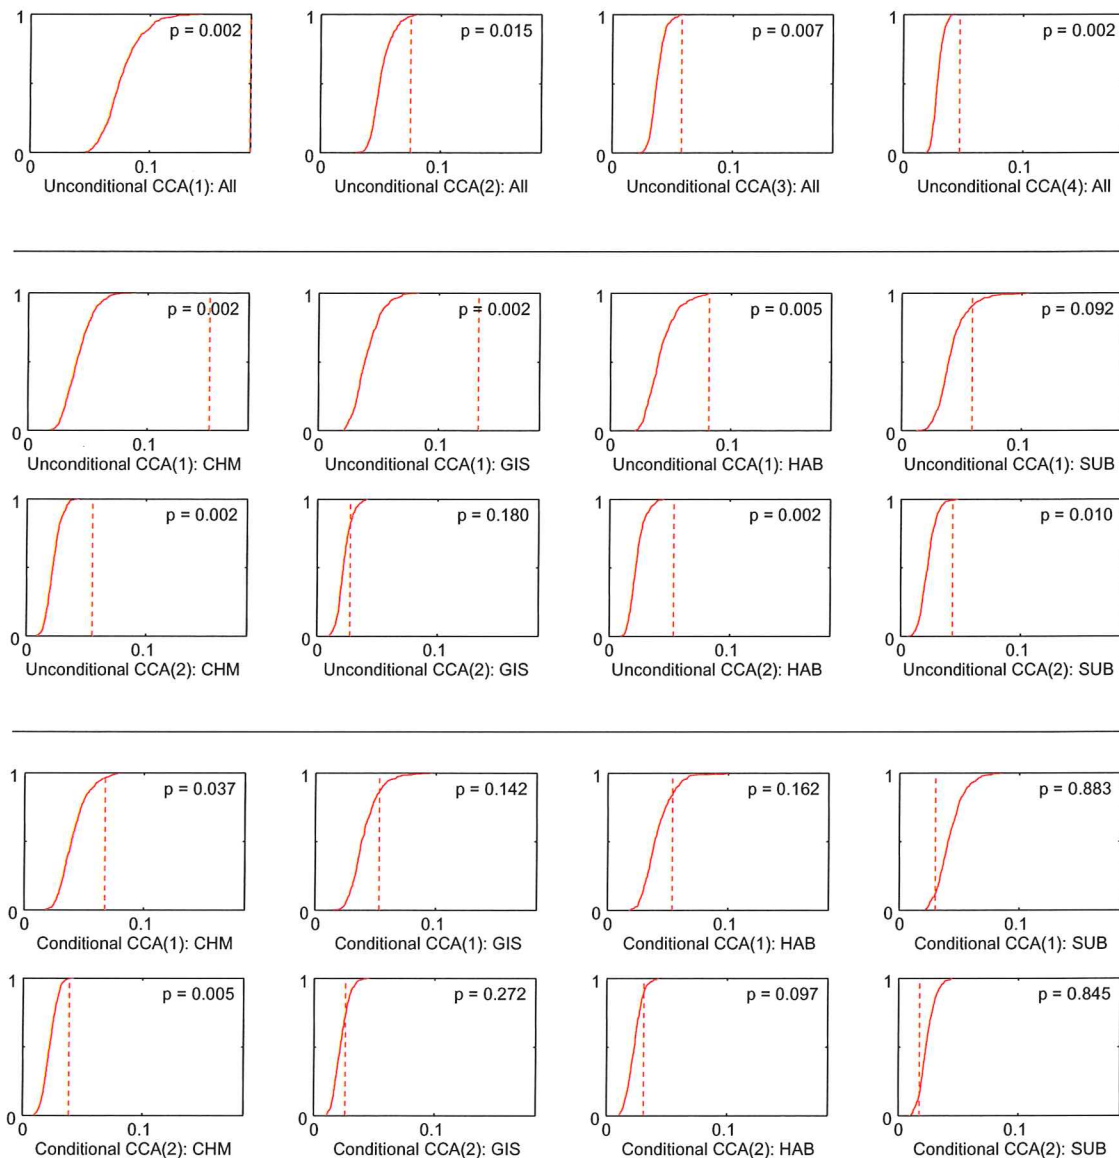 1 p = 0.002 1 p = 0.015 1 p = 0.007 1 p = 0.002
0 0 0 0
0 0.1 0 0.1 0 0.1 0 0.1
Unconditional CCA(1): All Unconditional CCA(2): All Unconditional CCA(3): All Unconditional CCA(4): All
1 p = 0.002 1 p = 0.002 1 p = 0.005 1 p = 0.092
0 0 0 0
0 0.1 0 0.1 0 0.1 0 0.1
Unconditional CCA(1): CHM Unconditional CCA(1): GIS Unconditional CCA(1): HAB Unconditional CCA(1): SUB
1 p = 0.002 1 p = 0.180 1 p = 0.002 1 p = 0.010
0 0 0 0
0 0.1 0 0.1 0 0.1 0 0.1
Unconditional CCA(2): CHM Unconditional CCA(2): GIS Unconditional CCA(2): HAB Unconditional CCA(2): SUB
1 p = 0.037 1 p = 0.142 1 p = 0.162 1 p = 0.883
0 0 0 0
0 0.1 0 0.1 0 0.1 0 0.1
Conditional CCA(1): CHM Conditional CCA(1): GIS Conditional CCA(1): HAB Conditional CCA(1): SUB
1 p = 0.005 1 p = 0.272 1 p = 0.097 1 p = 0.845
0 0 0 0
0 0.1 0 0.1 0 0.1 0 0.1
Conditional CCA(2): CHM Conditional CCA(2): GIS Conditional CCA(2): HAB Conditional CCA(2): SUB